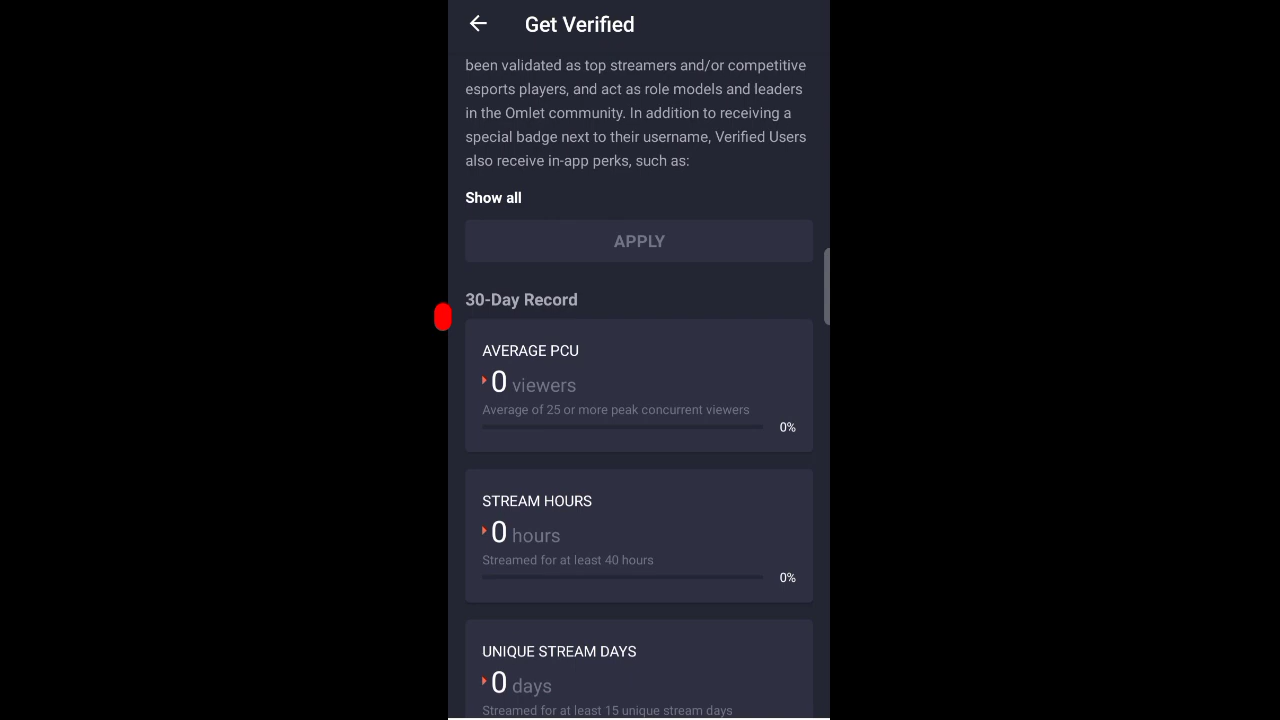 Get Verified
been validated as top streamers and/or competitive
esports players, and act as role models and leaders
in the Omlet community. In addition to receiving a
special badge next to their username, Verified Users
also receive in-app perks, such as:
Show all
APPLY
30-Day Record
AVERAGE PCU
0 viewers
Average of 25 or more peak concurrent viewers
0%
STREAM HOURS
0 hours
Streamed for at least 40 hours
0%
UNIQUE STREAM DAYS
0 days
Streamed for at least 15 unique stream days